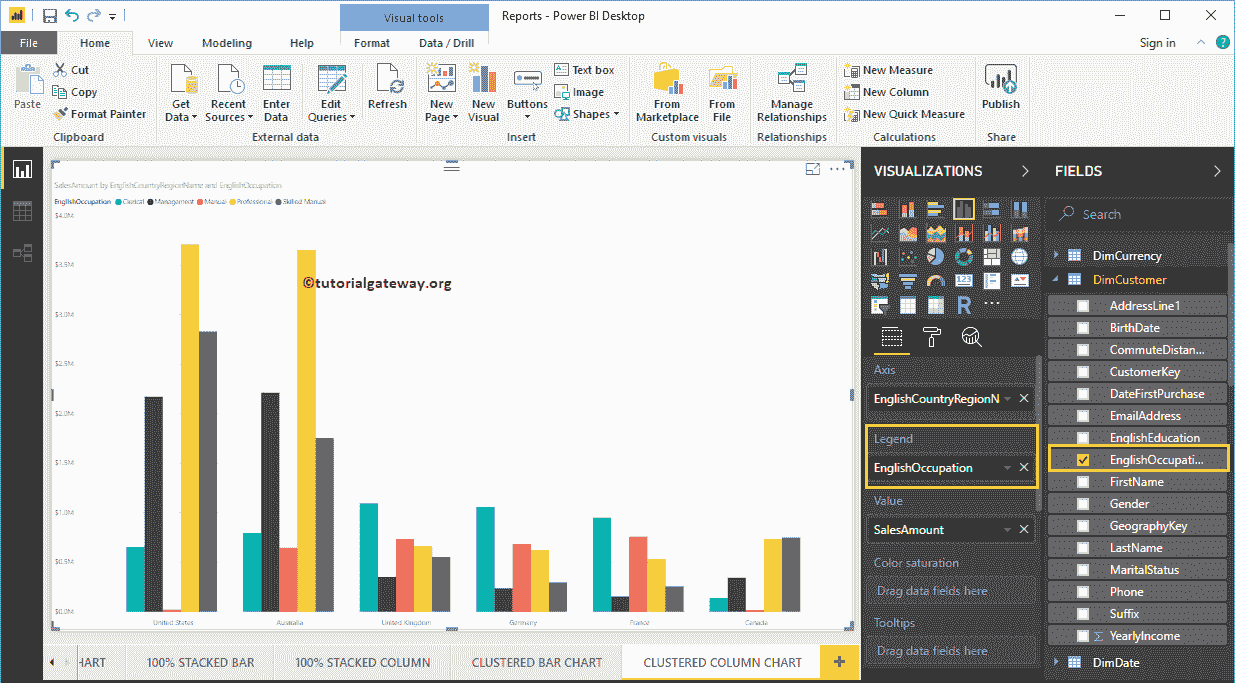 Visual tools
Reports - Power BI Desktop
File Home View Modeling Help Format Data / Drill Sign in
Paste
Cut
Copy
Format Painter
Clipboard
Get Data
Recent Sources
Enter Data
Edit Queries
External data
Refresh
New Page
New Visual
Buttons
Text box
Image
Shapes
Insert
From Marketplace
From File
Custom visuals
Manage Relationships
Relationships
New Measure
New Column
New Quick Measure
Calculations
Publish
Share
SalesAmount by EnglishCountryRegionName and EnglishOccupation
EnglishOccupation Clerical Management Manual Professional Skilled Manual
$4.0M
$3.5M
©tutorialgateway.org
$3.0M
$2.5M
$2.0M
$1.5M
$1.0M
$0.5M
$0.0M
United States Australia United Kingdom Germany France Canada
HART 100% STACKED BAR 100% STACKED COLUMN CLUSTERED BAR CHART CLUSTERED COLUMN CHART +
VISUALIZATIONS
123
R
Axis
EnglishCountryRegionN
Legend
EnglishOccupation
Value
SalesAmount
Color saturation
Drag data fields here
Tooltips
Drag data fields here
FIELDS
Search
DimCurrency
DimCustomer
AddressLine1
BirthDate
CommuteDistan...
CustomerKey
DateFirstPurchase
EmailAddress
EnglishEducation
EnglishOccupati...
FirstName
Gender
GeographyKey
LastName
MaritalStatus
Phone
Suffix
Σ YearlyIncome
DimDate